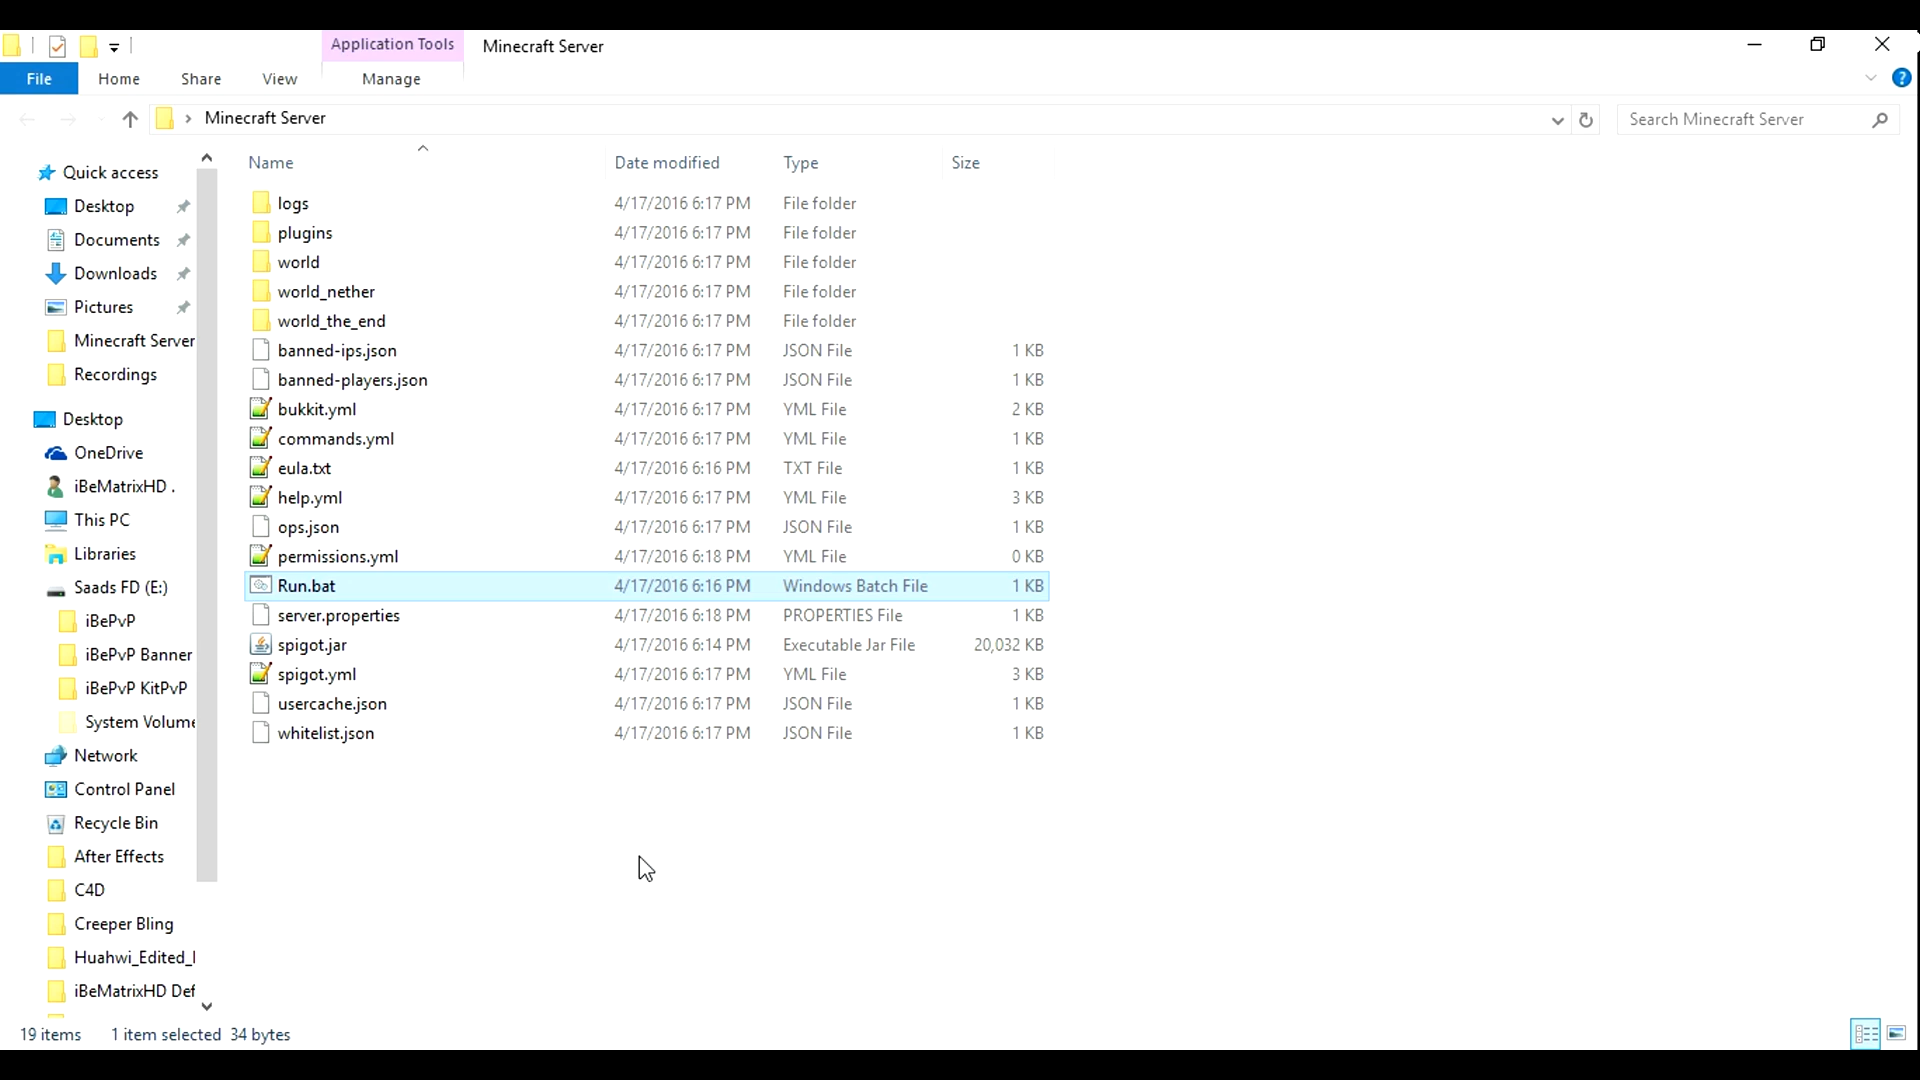 Application Tools
Minecraft Server
File
Home
Share
View
Manage
?
Minecraft Server
Search Minecraft Server
Quick access
Desktop
Documents
Downloads
Pictures
Minecraft Server
Recordings
Desktop
OneDrive
iBeMatrixHD .
This PC
Libraries
Saads FD (E:)
iBePvP
iBePvP Banner
iBePvP KitPvP
System Volume
Network
Control Panel
Recycle Bin
After Effects
C4D
Creeper Bling
Huahwi_Edited_
iBeMatrixHD Def
Name Date modified Type Size
logs 4/17/2016 6:17 PM File folder
plugins 4/17/2016 6:17 PM File folder
world 4/17/2016 6:17 PM File folder
world_nether 4/17/2016 6:17 PM File folder
world_the_end 4/17/2016 6:17 PM File folder
banned-ips.json 4/17/2016 6:17 PM JSON File 1 KB
banned-players.json 4/17/2016 6:17 PM JSON File 1 KB
bukkit.yml 4/17/2016 6:17 PM YML File 2 KB
commands.yml 4/17/2016 6:17 PM YML File 1 KB
eula.txt 4/17/2016 6:16 PM TXT File 1 KB
help.yml 4/17/2016 6:17 PM YML File 3 KB
ops.json 4/17/2016 6:17 PM JSON File 1 KB
permissions.yml 4/17/2016 6:18 PM YML File 0 KB
Run.bat 4/17/2016 6:16 PM Windows Batch File 1 KB
server.properties 4/17/2016 6:18 PM PROPERTIES File 1 KB
spigot.jar 4/17/2016 6:14 PM Executable Jar File 20,032 KB
spigot.yml 4/17/2016 6:17 PM YML File 3 KB
usercache.json 4/17/2016 6:17 PM JSON File 1 KB
whitelist.json 4/17/2016 6:17 PM JSON File 1 KB
19 items 1 item selected 34 bytes